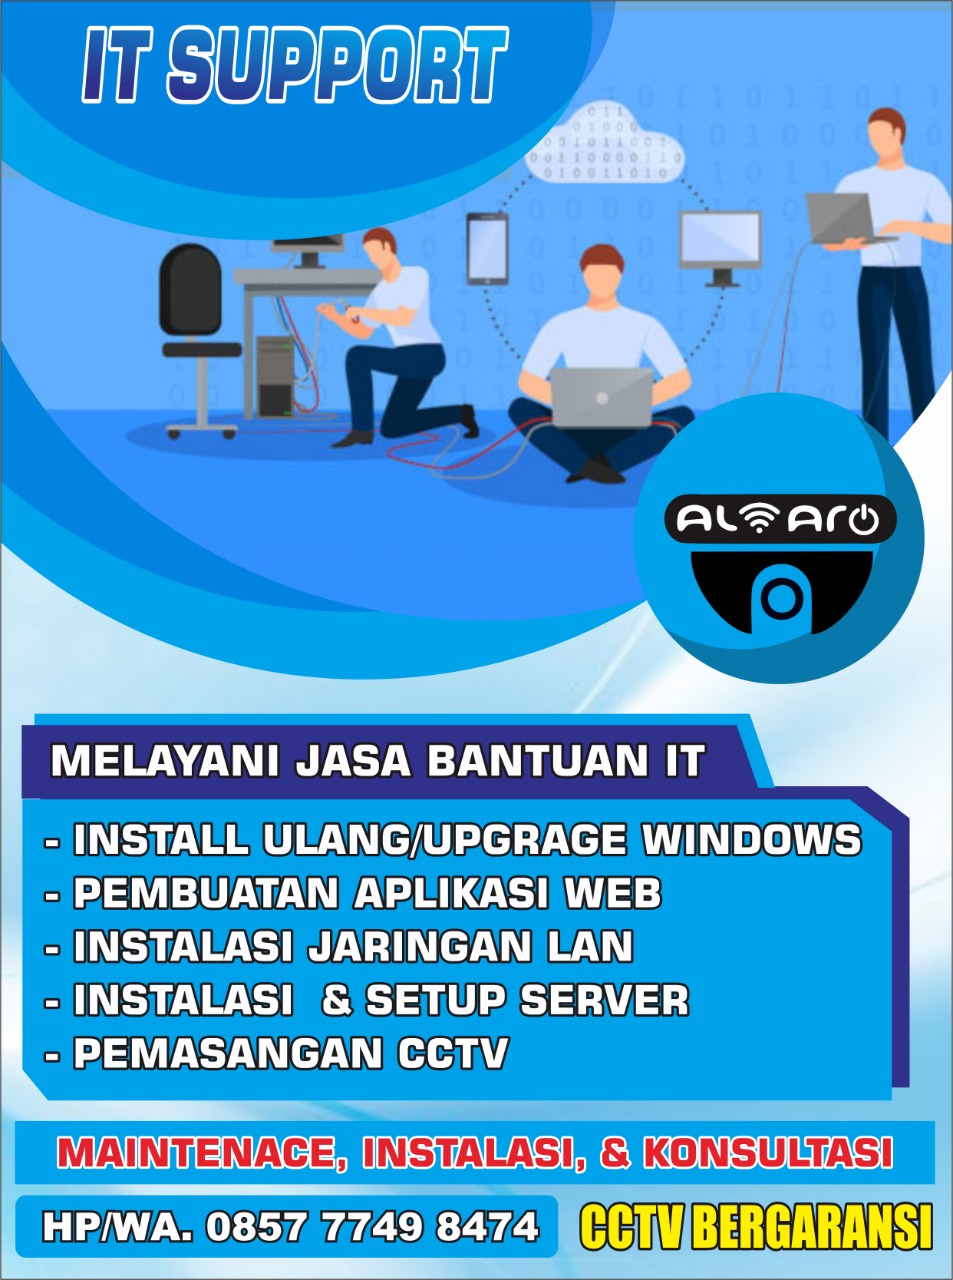 IT SUPPORT
ALVARO
MELAYANI JASA BANTUAN IT
- INSTALL ULANG/UPGRAGE WINDOWS
- PEMBUATAN APLIKASI WEB
- INSTALASI JARINGAN LAN
- INSTALASI & SETUP SERVER
- PEMASANGAN CCTV
MAINTENACE, INSTALASI, & KONSULTASI
HP/WA. 0857 7749 8474
CCTV BERGARANSI